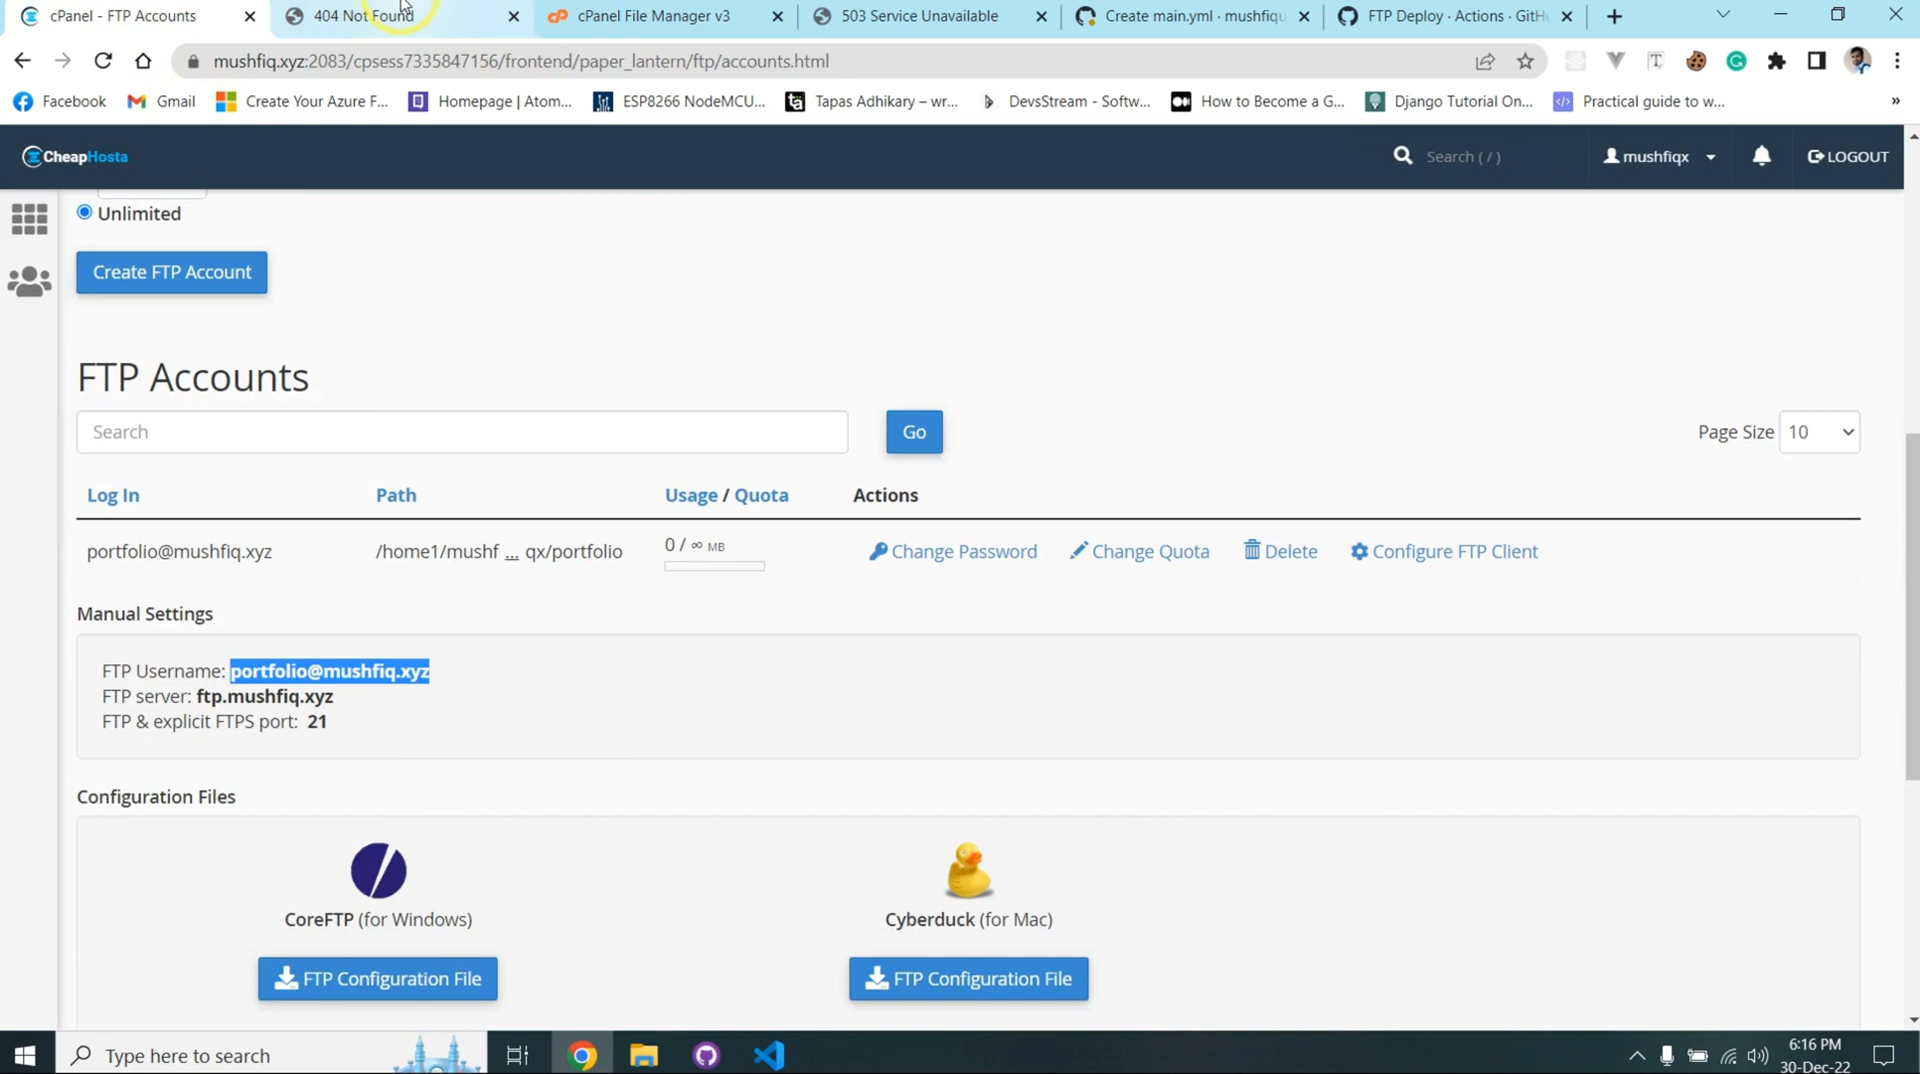 cPanel - FTP Accounts
404 Not Found
cPanel File Manager v3
503 Service Unavailable
Create main.yml · mushfiqu
FTP Deploy · Actions · GitHu
mushfiq.xyz:2083/cpsess7335847156/frontend/paper_lantern/ftp/accounts.html
Facebook
Gmail
Create Your Azure F...
Homepage | Atom...
ESP8266 NodeMCU...
Tapas Adhikary – wr...
DevsStream - Softw...
How to Become a G...
Django Tutorial On...
Practical guide to w...
»
CheapHosta
Search ( / )
mushfiqx
LOGOUT
Unlimited
Create FTP Account
FTP Accounts
Search
Go
Page Size 10
Log In
Path
Usage / Quota
Actions
portfolio@mushfiq.xyz
/home1/mushf ... qx/portfolio
0 / ∞ MB
Change Password
Change Quota
Delete
Configure FTP Client
Manual Settings
FTP Username: portfolio@mushfiq.xyz
FTP server: ftp.mushfiq.xyz
FTP & explicit FTPS port: 21
Configuration Files
CoreFTP (for Windows)
Cyberduck (for Mac)
FTP Configuration File
FTP Configuration File
Type here to search
6:16 PM
30-Dec-22